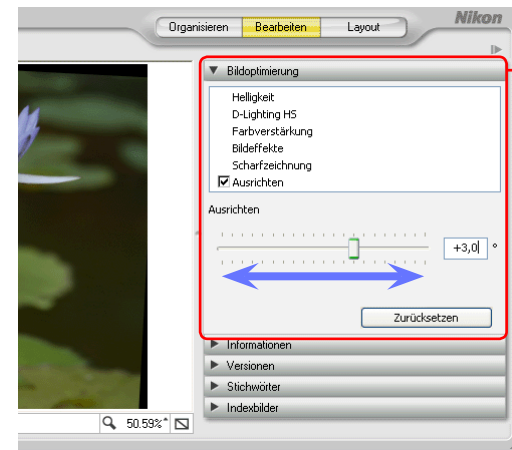 Organisieren Bearbeiten Layout Nikon
Bildoptimierung
Helligkeit
D-Lighting HS
Farbverstärkung
Bildeffekte
Scharfzeichnung
Ausrichten
Ausrichten
+3,0 °
Zurücksetzen
Informationen
Versionen
Stichwörter
Indexbilder
50.59%